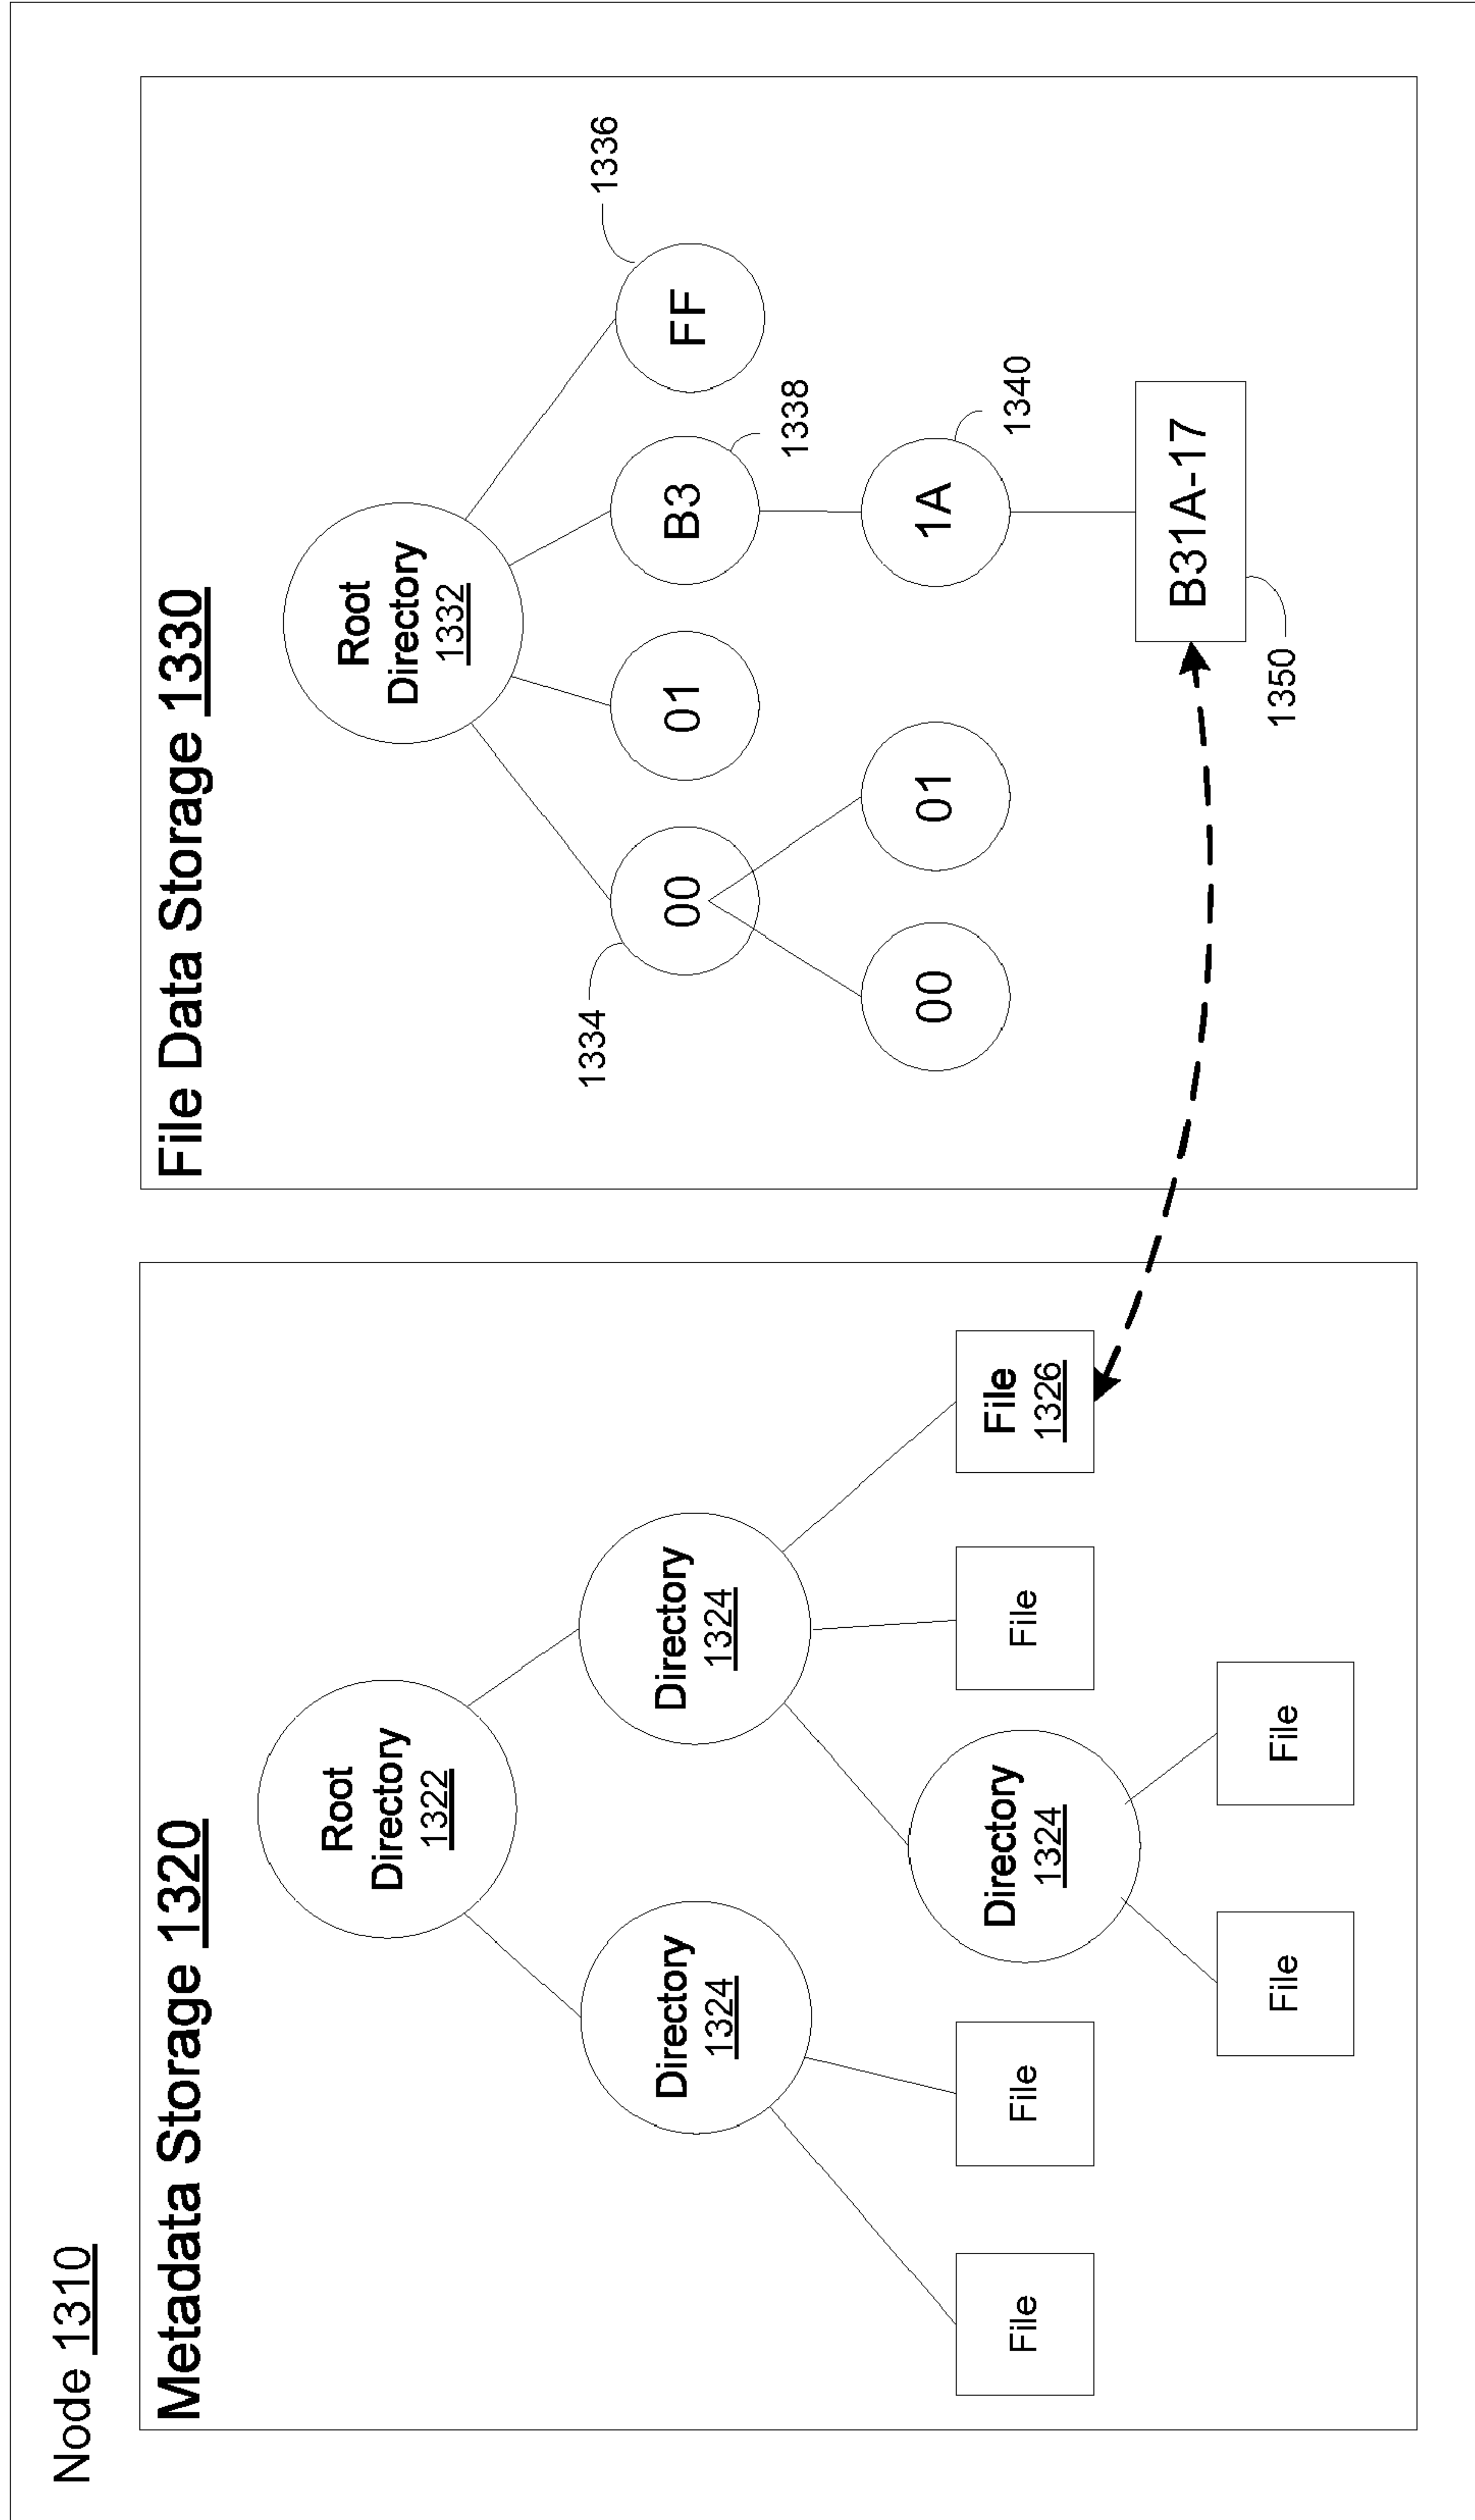 Node 1310
Metadata Storage 1320
Root
Directory
1322
Directory
1324
Directory
1324
File
File
Directory
1324
File
File
1326
File
File
File Data Storage 1330
Root
Directory
1332
1334
00
01
B3
FF
1336
1338
00
01
1A
1340
B31A-17
1350